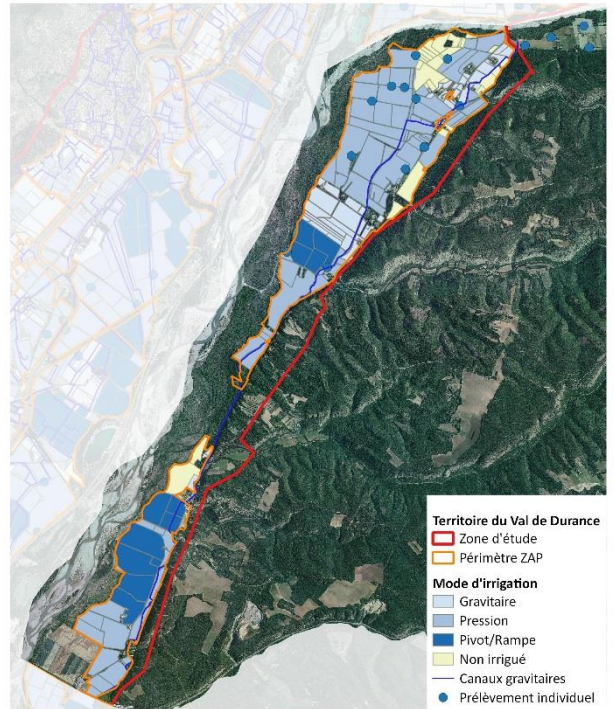 Territoire du Val de Durance
Zone d'étude
Périmètre ZAP
Mode d'irrigation
Gravitaire
Pression
Pivot/Rampe
Non irrigué
Canaux gravitaires
Prélèvement individuel